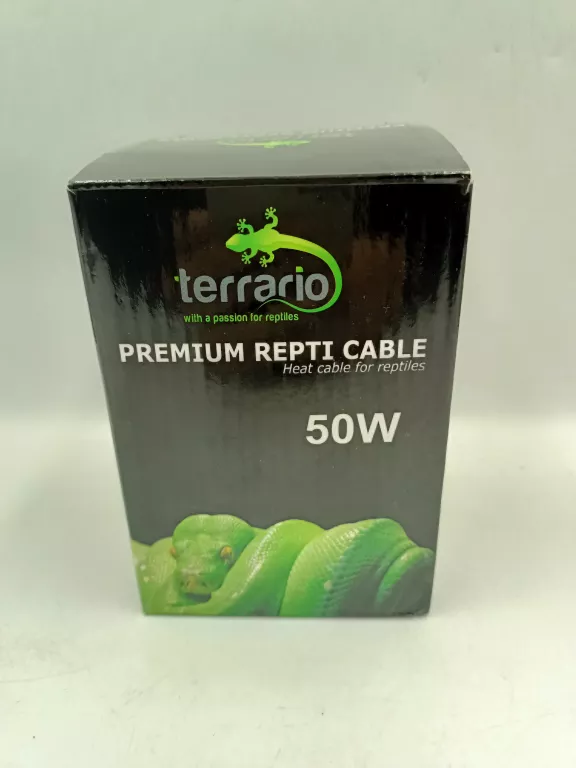 terrario
with a passion for reptiles
PREMIUM REPTI CABLE
Heat cable for reptiles
50W